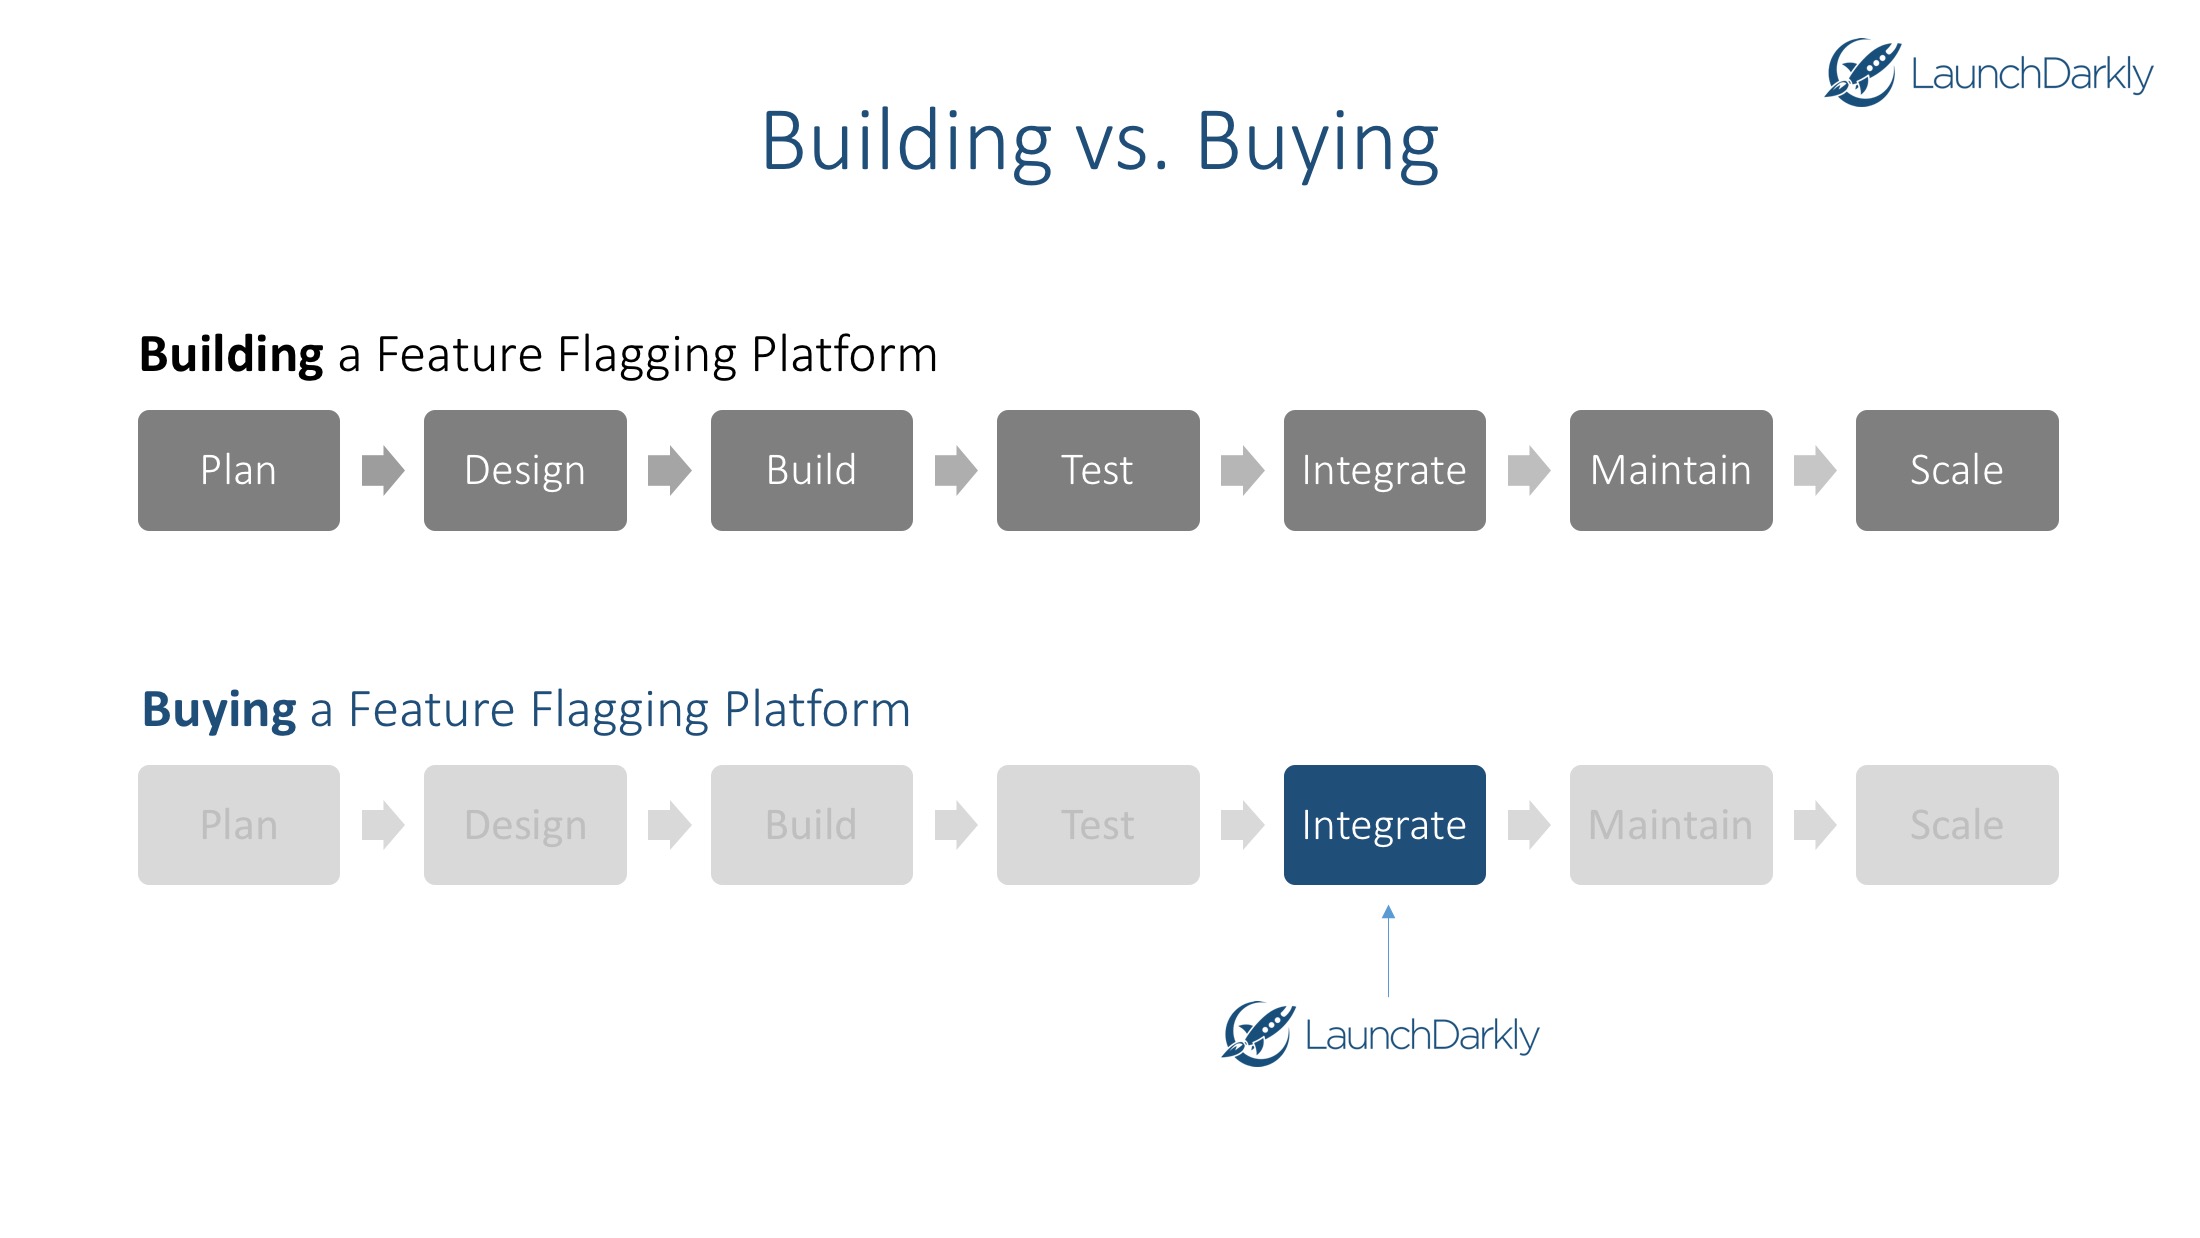 LaunchDarkly
Building vs. Buying
Building a Feature Flagging Platform
Plan Design Build Test Integrate Maintain Scale
Buying a Feature Flagging Platform
Plan Design Build Test Integrate Maintain Scale
LaunchDarkly